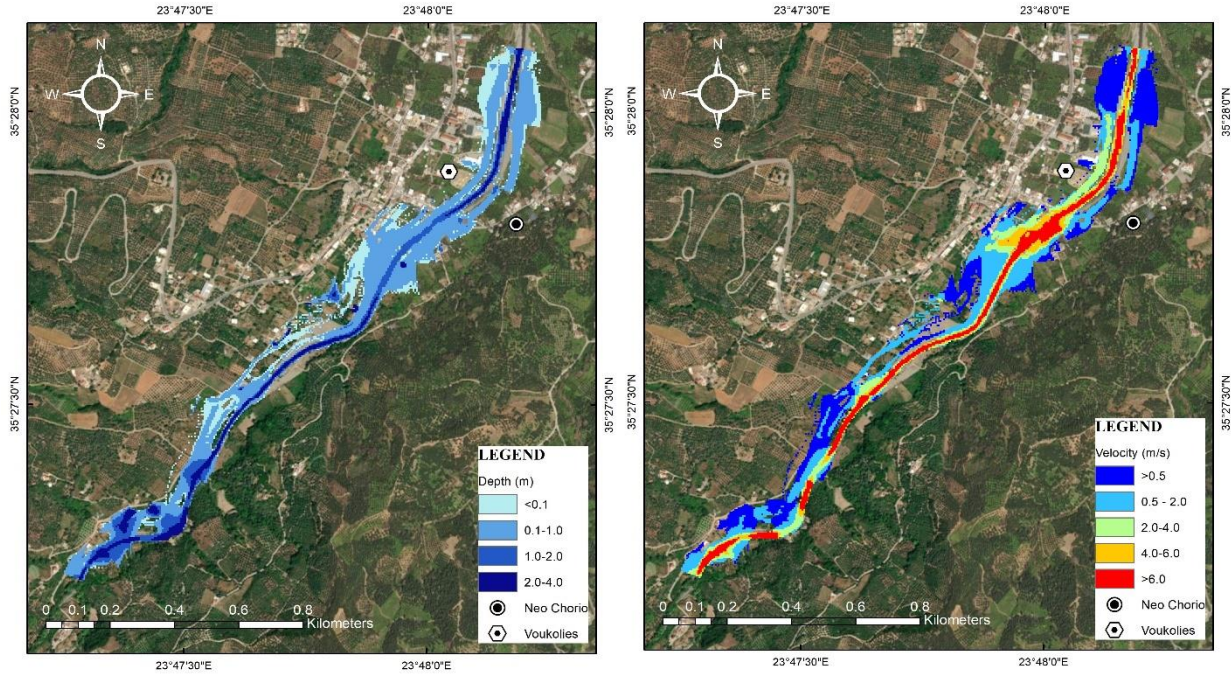 23°47'30"E 23°48'0"E
N
W E
S
35°28'0"N 35°28'0"N
35°27'30"N 35°27'30"N
LEGEND
Depth (m)
<0.1
0.1-1.0
1.0-2.0
2.0-4.0
Neo Chorio
Voukolies
0 0.1 0.2 0.4 0.6 0.8
Kilometers
23°47'30"E 23°48'0"E
23°47'30"E 23°48'0"E
N
W E
S
35°28'0"N 35°28'0"N
35°27'30"N 35°27'30"N
LEGEND
Velocity (m/s)
>0.5
0.5 - 2.0
2.0-4.0
4.0-6.0
>6.0
Neo Chorio
Voukolies
0 0.1 0.2 0.4 0.6 0.8
Kilometers
23°47'30"E 23°48'0"E